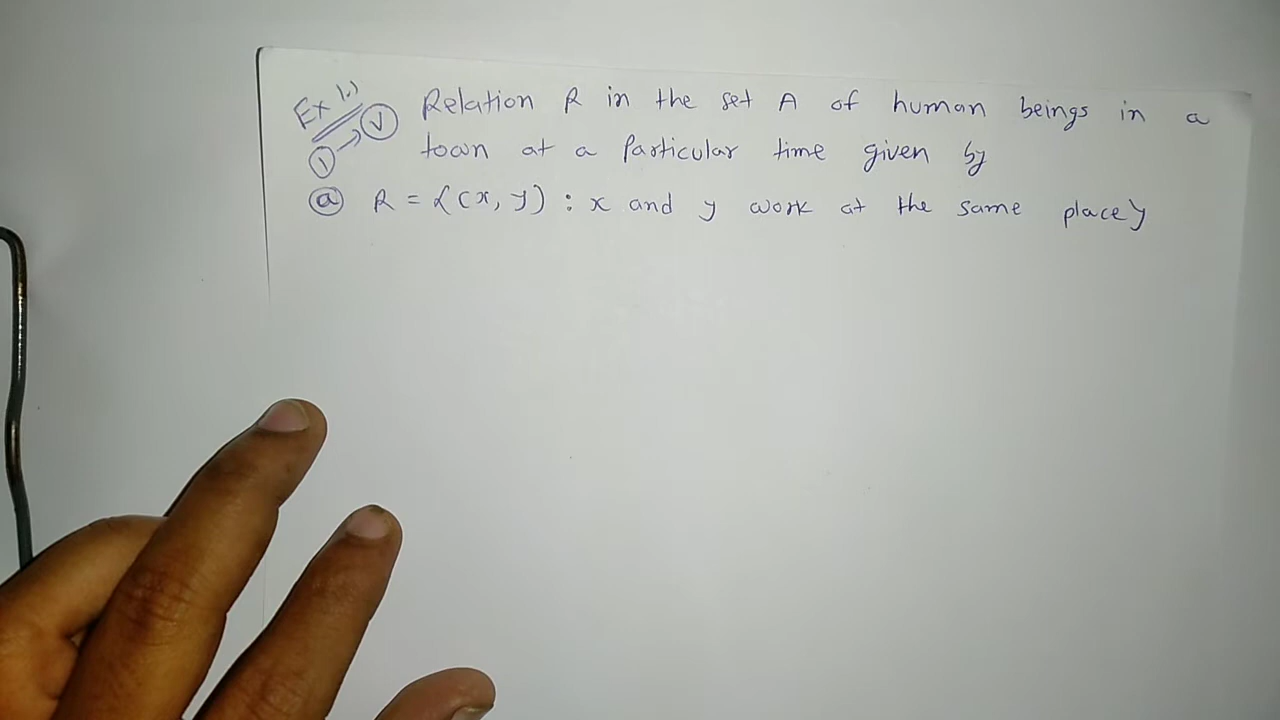 Ex 1.1
① → ⓥ Relation R in the set A of human beings in a
town at a Particular time given by
ⓐ R = {(x, y) : x and y work at the same place}